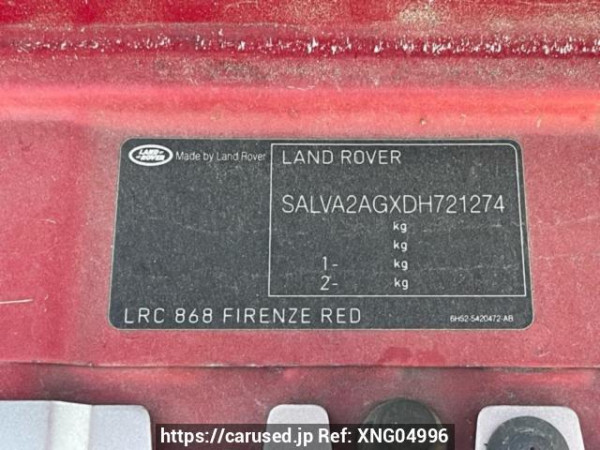 LAND ROVER
Made by Land Rover
LAND ROVER
SALVA2AGXDH721274
kg
kg
1- kg
2- kg
LRC 868 FIRENZE RED
6H52-5420472-AB
https://carused.jp Ref: XNG04996